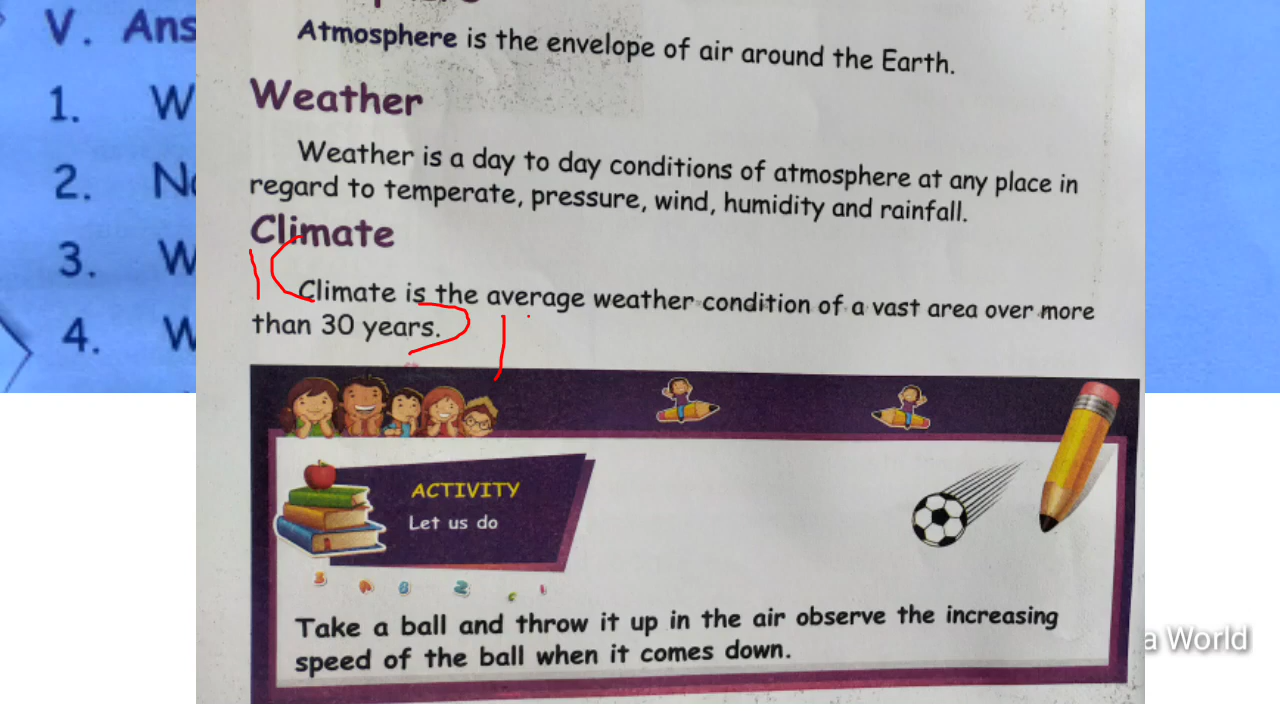 V. Ans
1. W
2. No
3. W
4. W
Atmosphere is the envelope of air around the Earth.
Weather
Weather is a day to day conditions of atmosphere at any place in
regard to temperate, pressure, wind, humidity and rainfall.
Climate
Climate is the average weather condition of a vast area over more
than 30 years.
ACTIVITY
Let us do
Take a ball and throw it up in the air observe the increasing
speed of the ball when it comes down.
a World